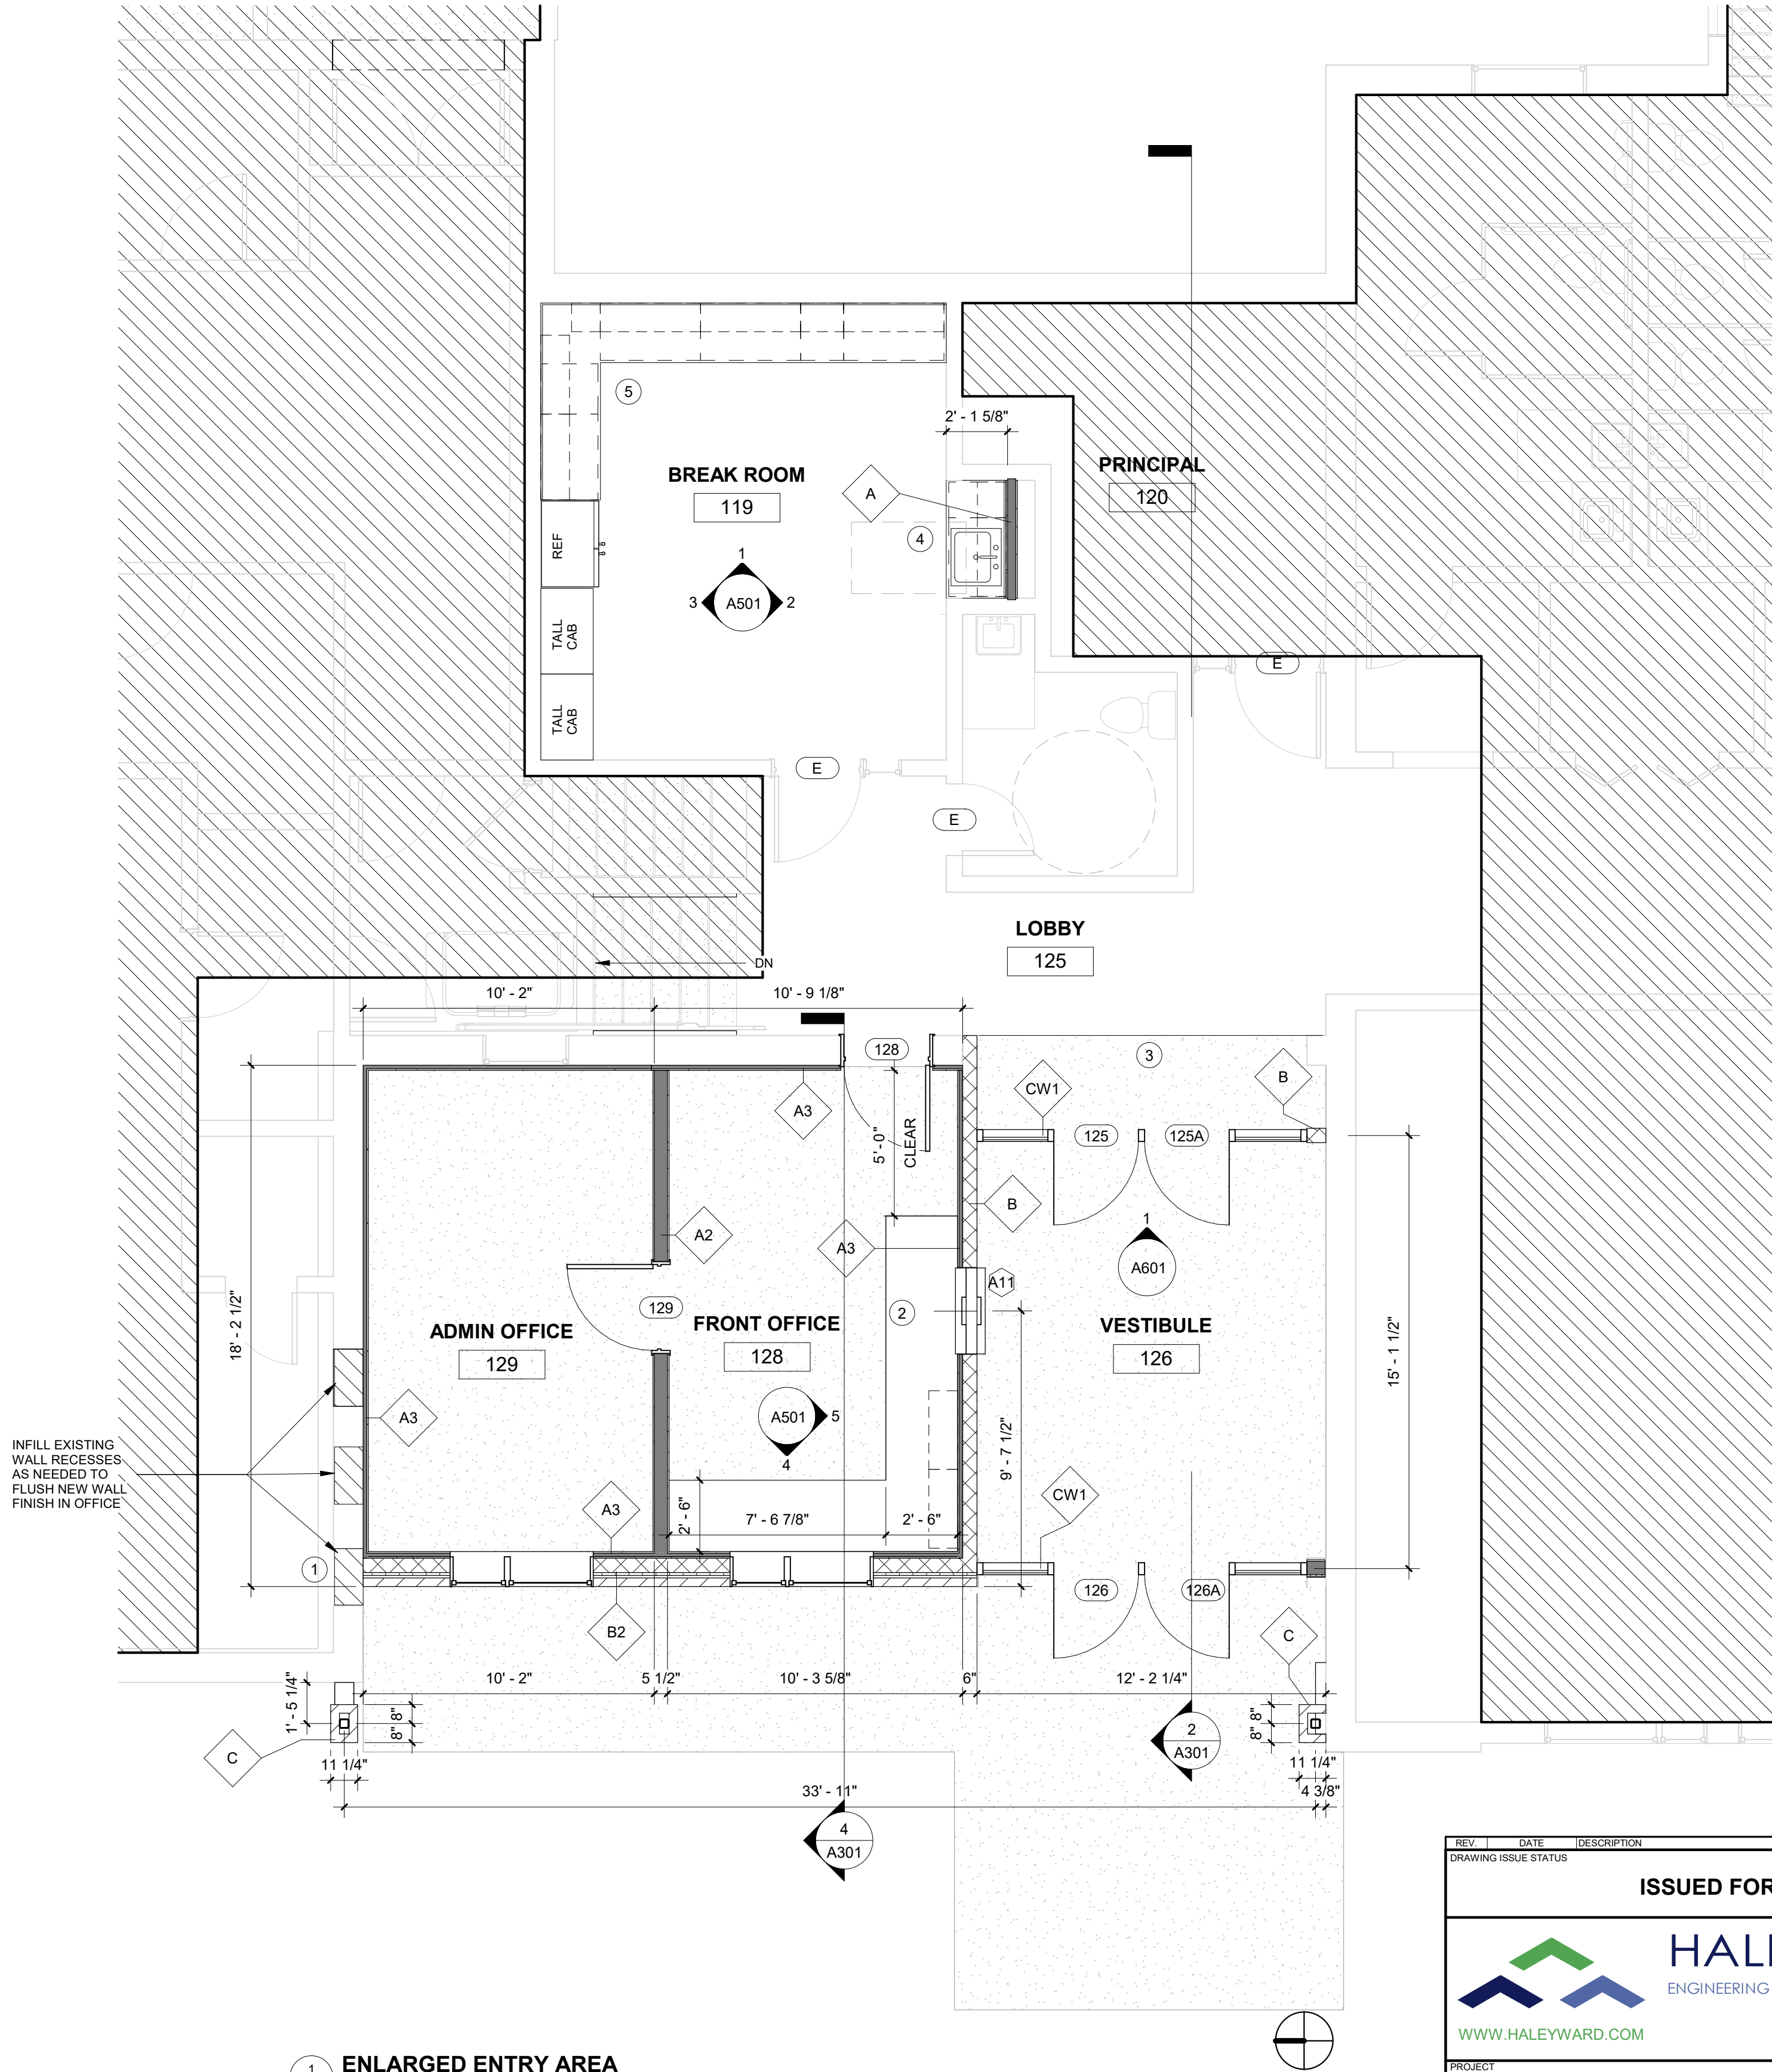 2' - 1 5/8"
5
BREAK ROOM
119
A
PRINCIPAL
120
REF
4
1
3
A501
2
TALL
CAB
E
TALL
CAB
E
E
LOBBY
125
DN
10' - 2"
10' - 9 1/8"
128
3
CW1
B
A3
125
125A
5' - 0"
CLEAR
B
A2
A3
1
A601
A11
129
2
18' - 2 1/2"
ADMIN OFFICE
129
FRONT OFFICE
128
VESTIBULE
126
15' - 1 1/2"
A3
A501
5
4
9' - 7 1/2"
INFILL EXISTING
WALL RECESSES
AS NEEDED TO
FLUSH NEW WALL
FINISH IN OFFICE
A3
2' - 6"
7' - 6 7/8"
2' - 6"
CW1
1
126
126A
B2
C
10' - 2"
5 1/2"
10' - 3 5/8"
6"
12' - 2 1/4"
1' - 5 1/4"
8"
8"
8"
8"
2
A301
C
11 1/4"
11 1/4"
33' - 11"
4 3/8"
4
A301
REV.
DATE
DESCRIPTION
DRAWING ISSUE STATUS
ISSUED FOR
HAL
ENGINEERING
WWW.HALEYWARD.COM
PROJECT
1
ENLARGED ENTRY AREA